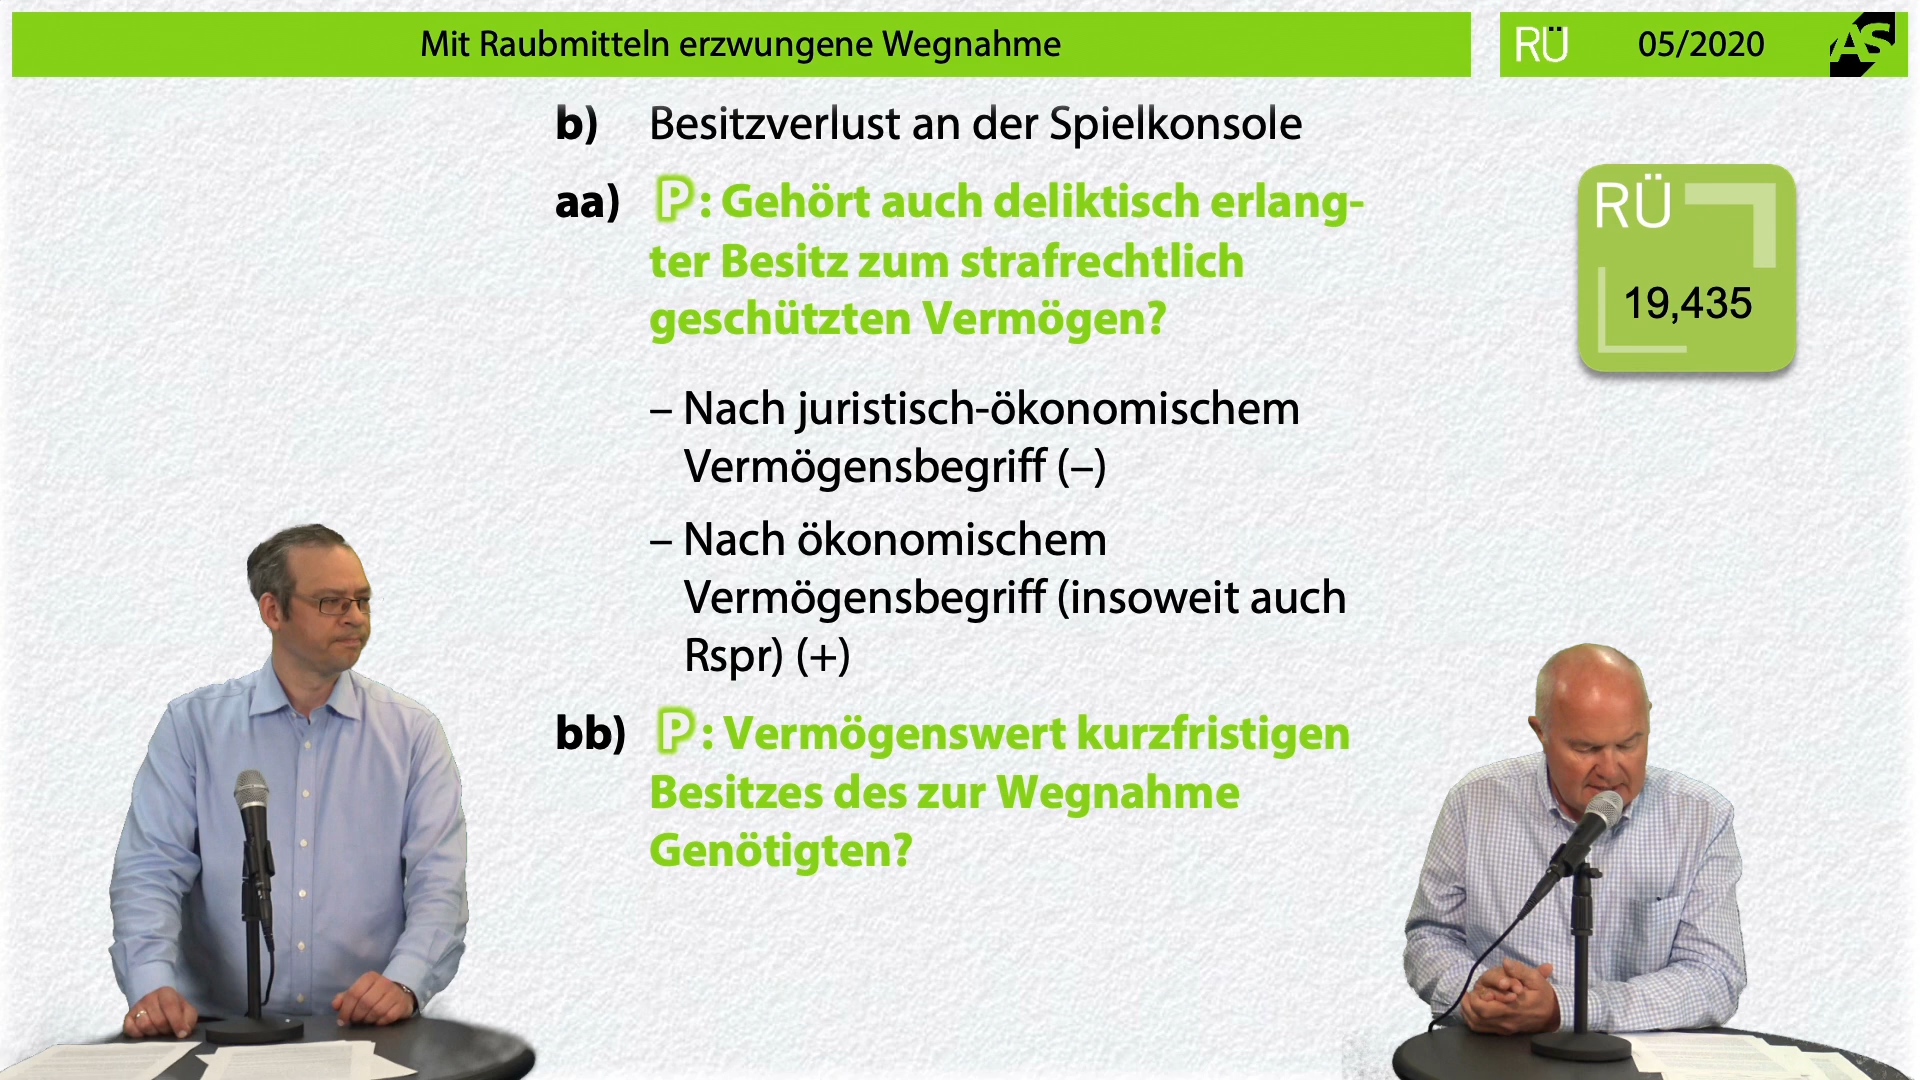 Mit Raubmitteln erzwungene Wegnahme
RÜ 05/2020 AS
b) Besitzverlust an der Spielkonsole
aa) P: Gehört auch deliktisch erlang-
ter Besitz zum strafrechtlich
geschützten Vermögen?
RÜ
19,435
– Nach juristisch-ökonomischem
Vermögensbegriff (–)
– Nach ökonomischem
Vermögensbegriff (insoweit auch
Rspr) (+)
bb) P: Vermögenswert kurzfristigen
Besitzes des zur Wegnahme
Genötigten?